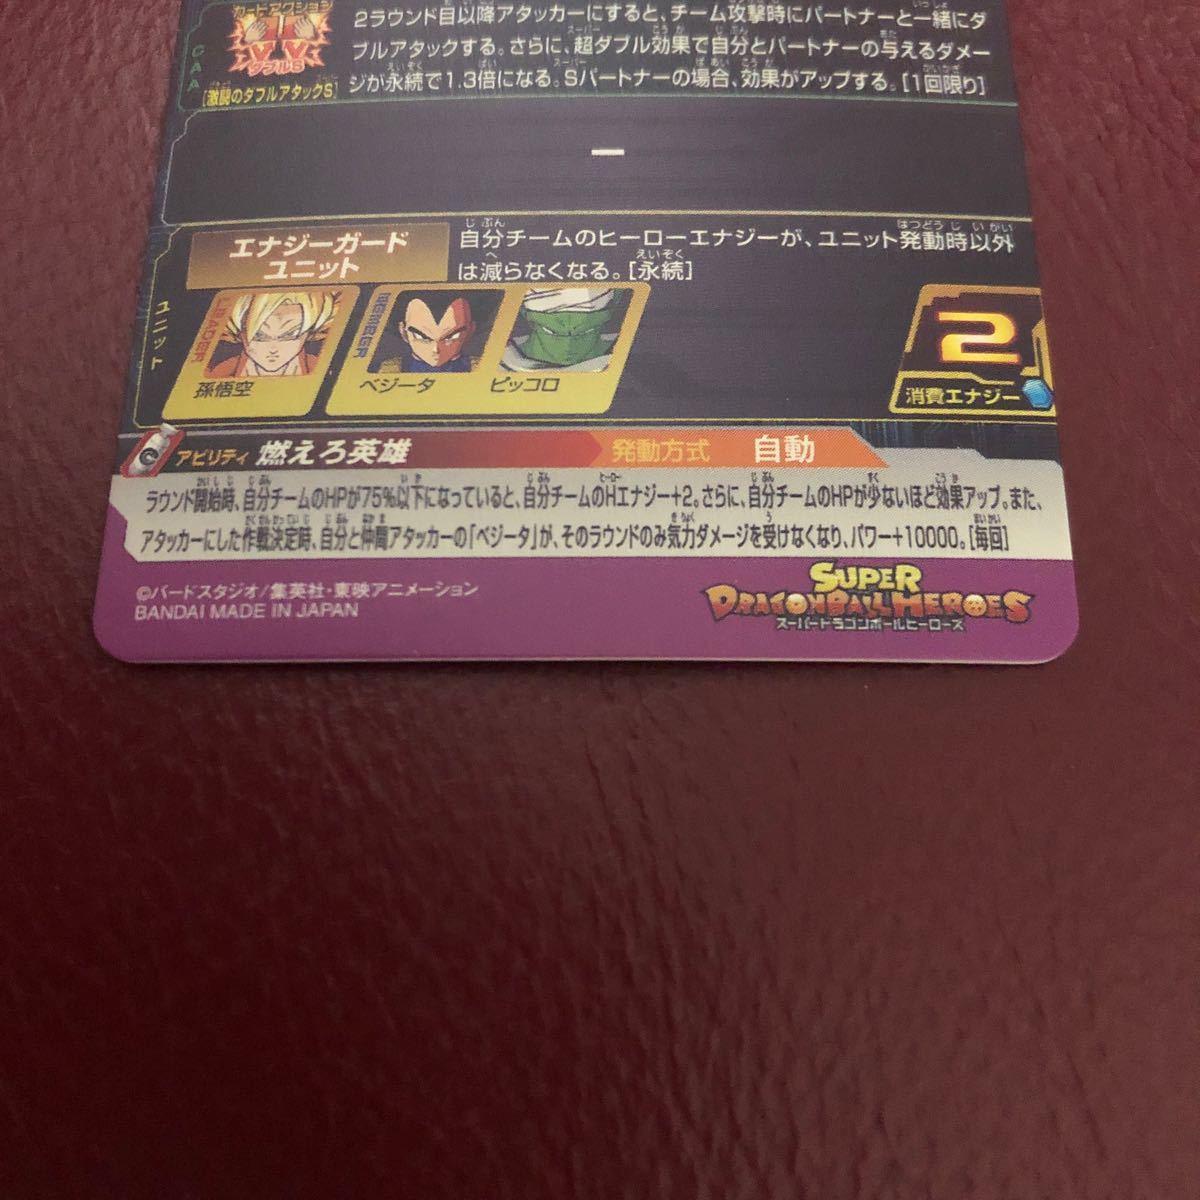 カードアクション
ダブルS
[激闘のダブルアタックS]
CAA
2ラウンド目以降アタッカーにすると、チーム攻撃時にパートナーと一緒にダ
ブルアタックする。さらに、超ダブル効果で自分とパートナーの与えるダメー
ジが永続で1.3倍になる。Sパートナーの場合、効果がアップする。[1回限り]
ー
ユニット
エナジーガード
ユニット
自分チームのヒーローエナジーが、ユニット発動時以外
は減らなくなる。[永続]
LEADER
孫悟空
MEMBER
ベジータ
ピッコロ
2
消費エナジー
アビリティ 燃えろ英雄
発動方式 自動
ラウンド開始時、自分チームのHPが75%以下になっていると、自分チームのHエナジー+2。さらに、自分チームのHPが少ないほど効果アップ。また、
アタッカーにした作戦決定時、自分と仲間アタッカーの「ベジータ」が、そのラウンドのみ気力ダメージを受けなくなり、パワー+10000。[毎回]
©バードスタジオ/集英社・東映アニメーション
BANDAI MADE IN JAPAN
SUPER
DRAGONBALL HEROES
スーパードラゴンボールヒーローズ